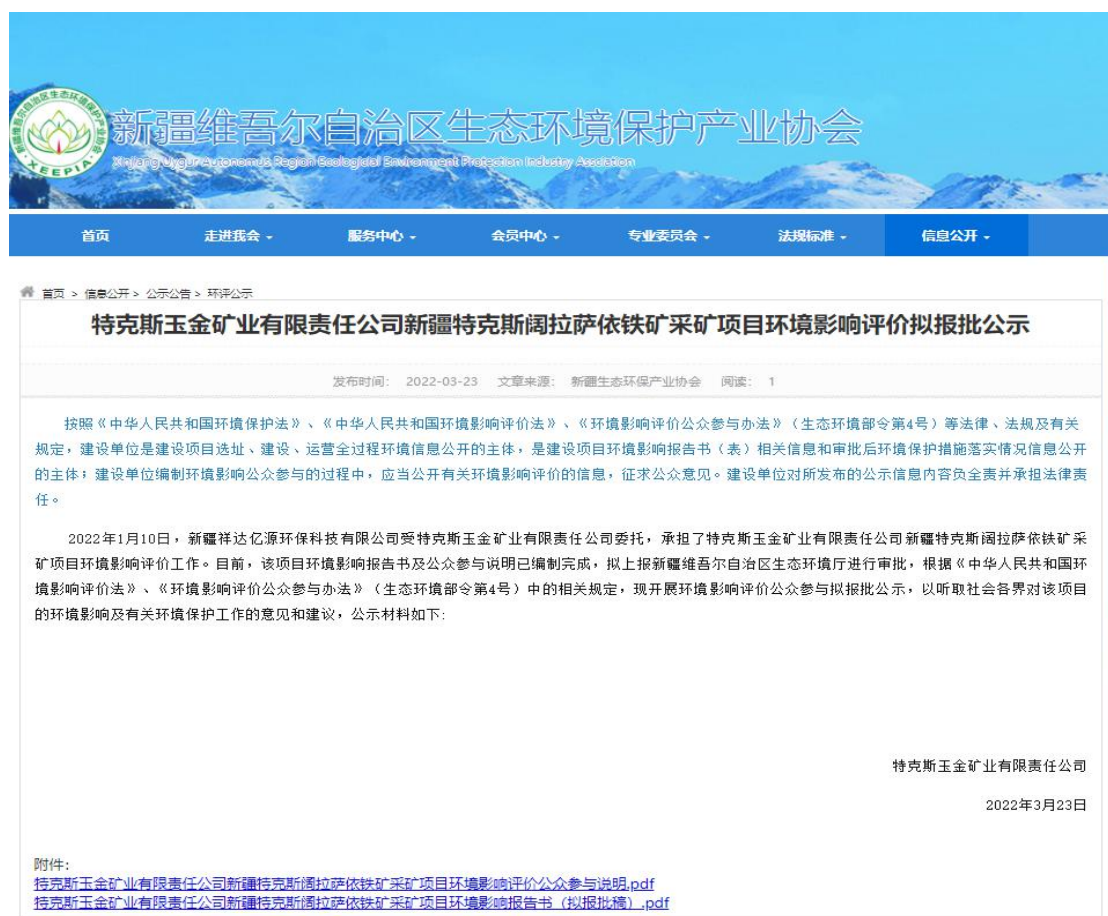 新疆维吾尔自治区生态环境保护产业协会
XEEPIA
首页 走进我会 服务中心 会员中心 专业委员会 法规标准 信息公开
首页 > 信息公开 > 公示公告 > 环评公示
特克斯玉金矿业有限责任公司新疆特克斯阔拉萨依铁矿采矿项目环境影响评价拟报批公示
发布时间： 2022-03-23 文章来源： 新疆生态环保产业协会 阅读： 1
按照《中华人民共和国环境保护法》、《中华人民共和国环境影响评价法》、《环境影响评价公众参与办法》（生态环境部令第4号）等法律、法规及有关
规定，建设单位是建设项目选址、建设、运营全过程环境信息公开的主体，是建设项目环境影响报告书（表）相关信息和审批后环境保护措施落实情况信息公开
的主体；建设单位编制环境影响公众参与的过程中，应当公开有关环境影响评价的信息，征求公众意见。建设单位对所发布的公示信息内容负全责并承担法律责
任。
2022年1月10日，新疆祥达亿源环保科技有限公司受特克斯玉金矿业有限责任公司委托，承担了特克斯玉金矿业有限责任公司新疆特克斯阔拉萨依铁矿采
矿项目环境影响评价工作。目前，该项目环境影响报告书及公众参与说明已编制完成，拟上报新疆维吾尔自治区生态环境厅进行审批，根据《中华人民共和国环
境影响评价法》、《环境影响评价公众参与办法》（生态环境部令第4号）中的相关规定，现开展环境影响评价公众参与拟报批公示，以听取社会各界对该项目
的环境影响及有关环境保护工作的意见和建议，公示材料如下:
特克斯玉金矿业有限责任公司
2022年3月23日
附件:
特克斯玉金矿业有限责任公司新疆特克斯阔拉萨依铁矿采矿项目环境影响评价公众参与说明.pdf
特克斯玉金矿业有限责任公司新疆特克斯阔拉萨依铁矿采矿项目环境影响报告书（拟报批稿）.pdf